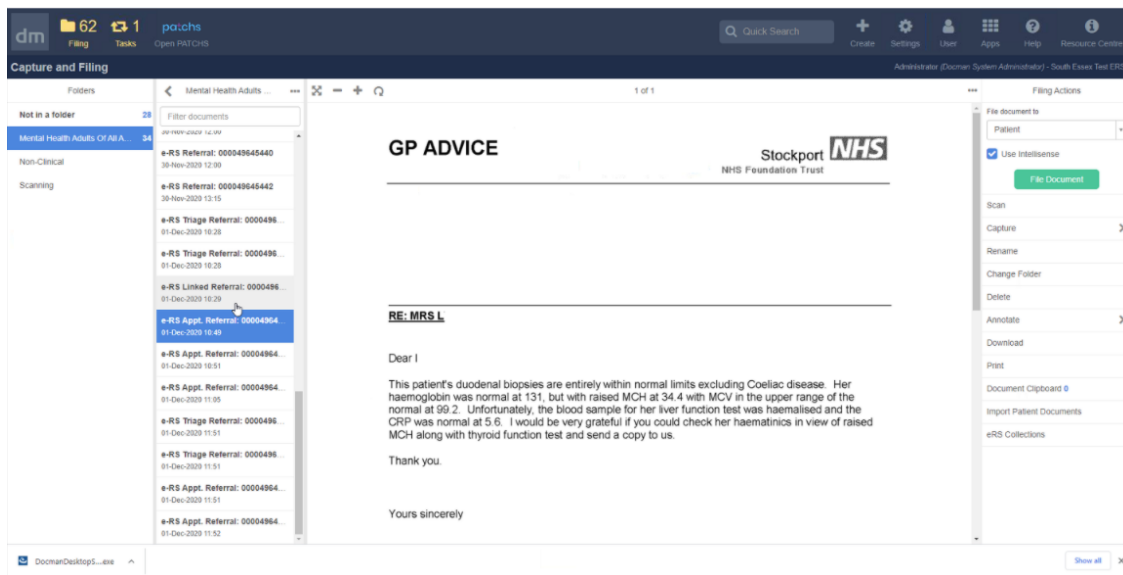 dm
62
Filing
1
Tasks
patchs
Open PATCHS
Quick Search
Create
Settings
User
Apps
Help
Resource Centre
Capture and Filing
Administrator (Docman System Administrator) - South Essex Test ERS
Folders
Not in a folder 28
Mental Health Adults Of All A... 34
Non-Clinical
Scanning
Mental Health Adults ...
Filter documents
30-Nov-2020 12:00
e-RS Referral: 000049645440
30-Nov-2020 12:00
e-RS Referral: 000049645442
30-Nov-2020 13:15
e-RS Triage Referral: 0000496...
01-Dec-2020 10:28
e-RS Triage Referral: 0000496...
01-Dec-2020 10:28
e-RS Linked Referral: 0000496...
01-Dec-2020 10:29
e-RS Appt. Referral: 00004964...
01-Dec-2020 10:49
e-RS Appt. Referral: 00004964...
01-Dec-2020 10:51
e-RS Appt. Referral: 00004964...
01-Dec-2020 11:05
e-RS Triage Referral: 0000496...
01-Dec-2020 11:51
e-RS Triage Referral: 0000496...
01-Dec-2020 11:51
e-RS Appt. Referral: 00004964...
01-Dec-2020 11:51
e-RS Appt. Referral: 00004964...
01-Dec-2020 11:52
1 of 1
GP ADVICE
Stockport NHS
NHS Foundation Trust
RE: MRS L
Dear I
This patient's duodenal biopsies are entirely within normal limits excluding Coeliac disease. Her
haemoglobin was normal at 131, but with raised MCH at 34.4 with MCV in the upper range of the
normal at 99.2. Unfortunately, the blood sample for her liver function test was haemalised and the
CRP was normal at 5.6. I would be very grateful if you could check her haematinics in view of raised
MCH along with thyroid function test and send a copy to us.
Thank you.
Yours sincerely
Filing Actions
File document to
Patient
Use Intellisense
File Document
Scan
Capture
Rename
Change Folder
Delete
Annotate
Download
Print
Document Clipboard 0
Import Patient Documents
eRS Collections
DocmanDesktopS....exe
Show all